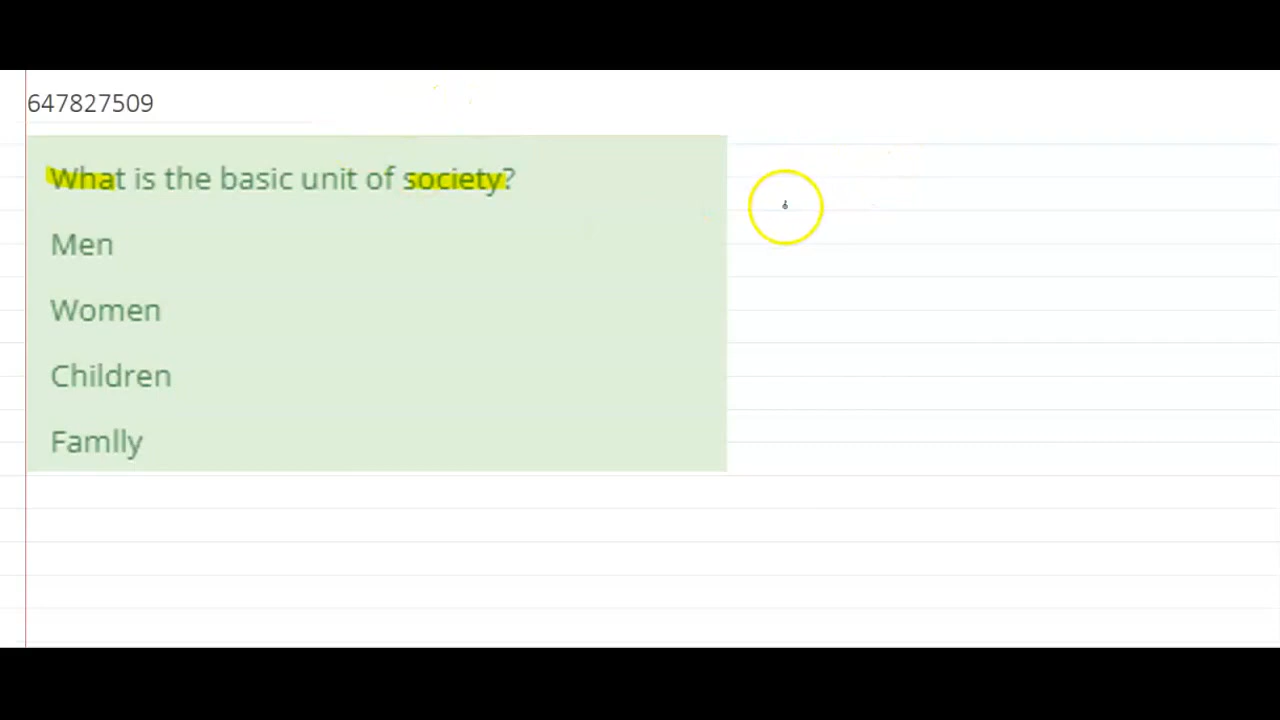 647827509
What is the basic unit of society?
Men
Women
Children
Famlly